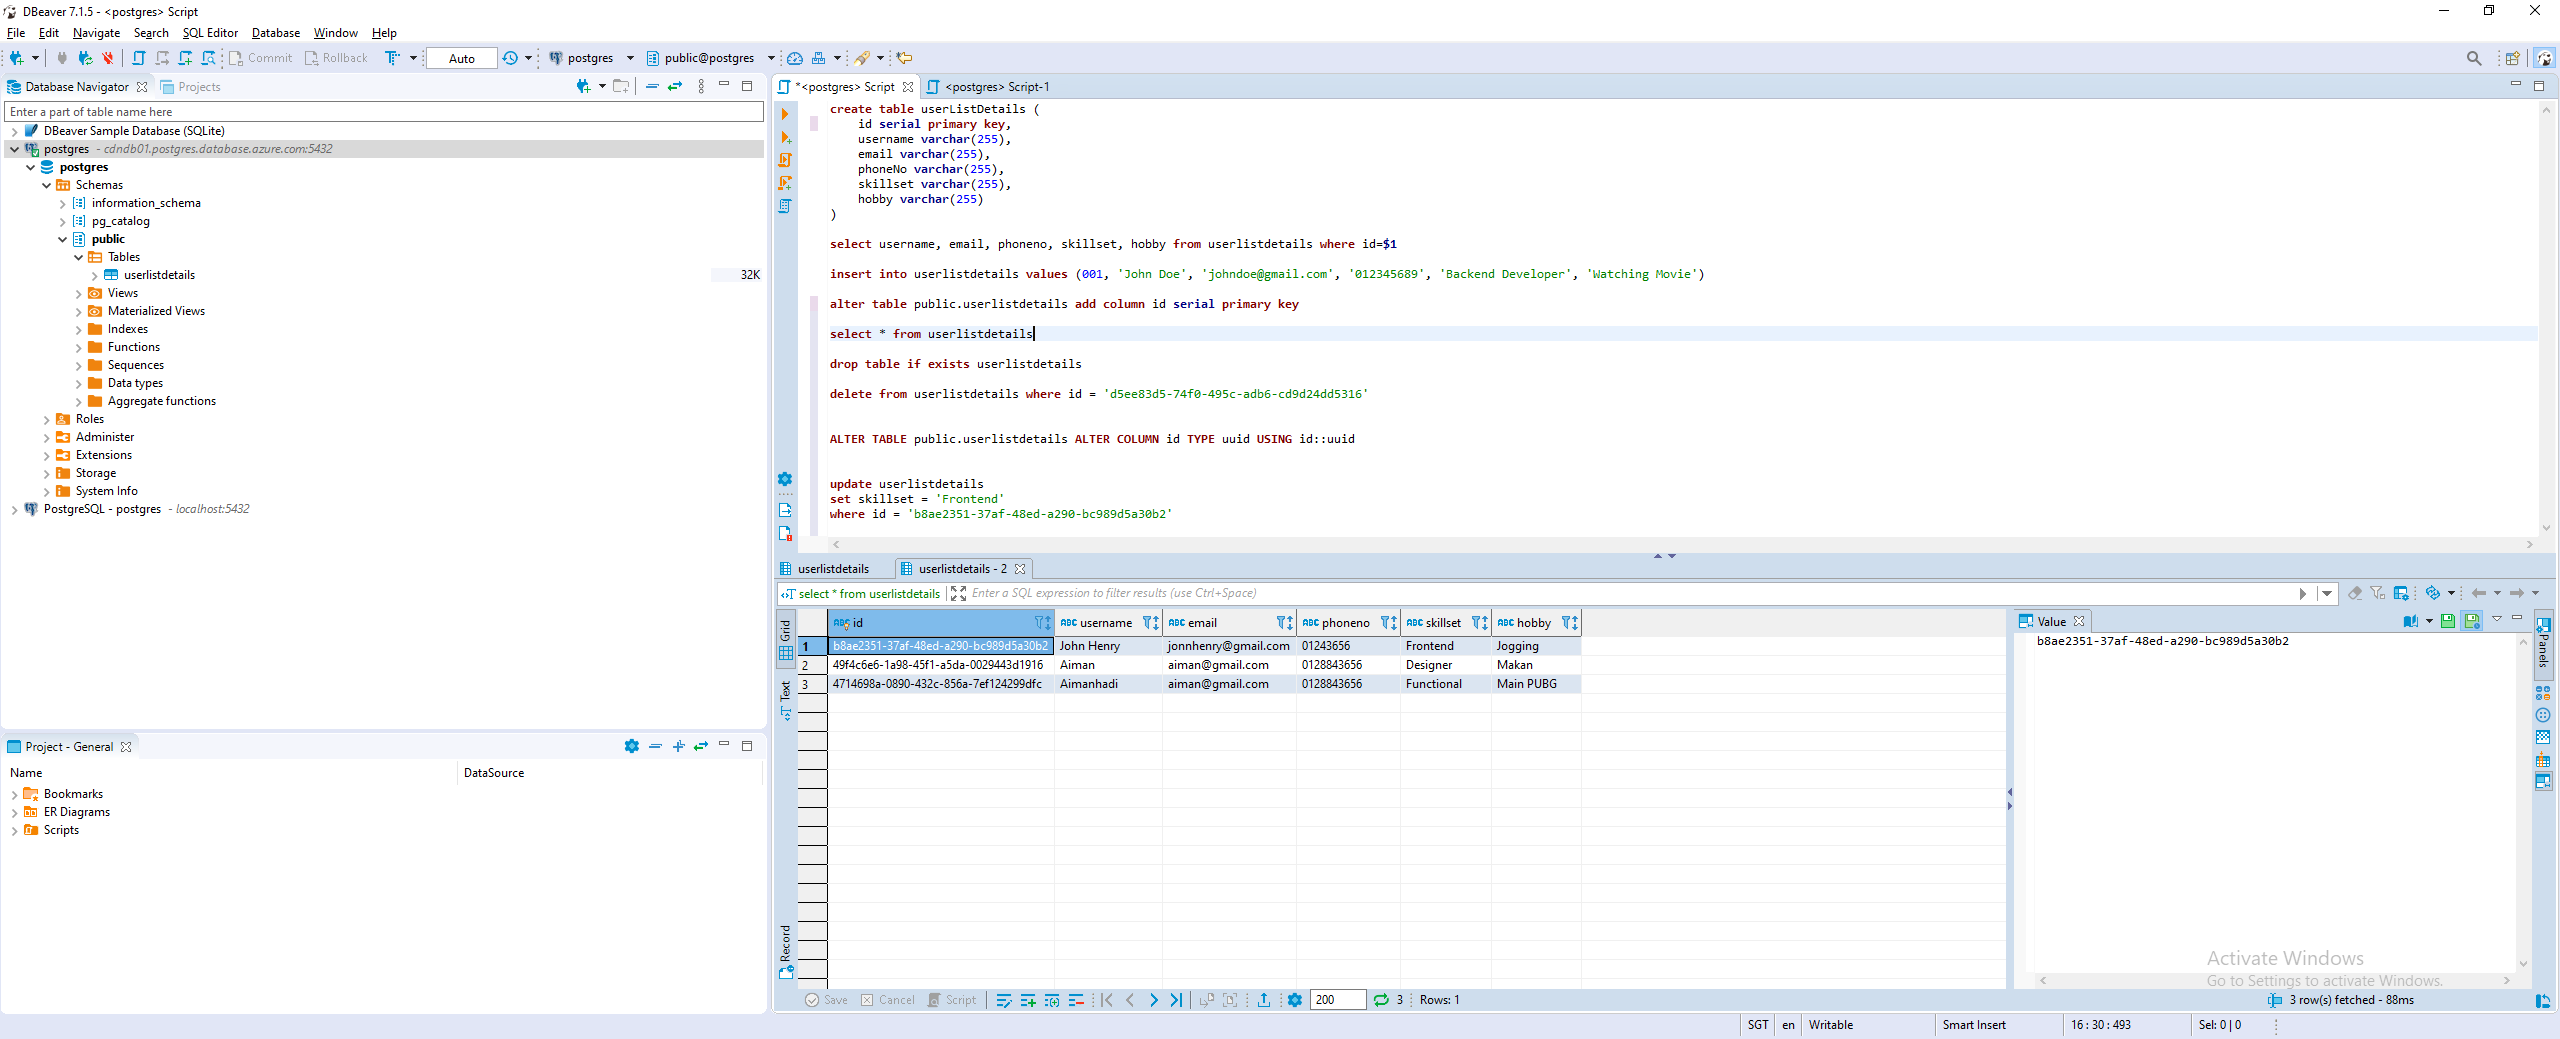 DBeaver 7.1.5 - <postgres> Script
File Edit Navigate Search SQL Editor Database Window Help
Commit Rollback Auto postgres public@postgres
Database Navigator Projects
Enter a part of table name here
DBeaver Sample Database (SQLite)
postgres - cdndb01.postgres.database.azure.com:5432
postgres
Schemas
information_schema
pg_catalog
public
Tables
userlistdetails 32K
Views
Materialized Views
Indexes
Functions
Sequences
Data types
Aggregate functions
Roles
Administer
Extensions
Storage
System Info
PostgreSQL - postgres - localhost:5432
Project - General
Name DataSource
Bookmarks
ER Diagrams
Scripts
*<postgres> Script <postgres> Script-1
create table userListDetails (
id serial primary key,
username varchar(255),
email varchar(255),
phoneNo varchar(255),
skillset varchar(255),
hobby varchar(255)
)
select username, email, phoneno, skillset, hobby from userlistdetails where id=$1
insert into userlistdetails values (001, 'John Doe', 'johndoe@gmail.com', '012345689', 'Backend Developer', 'Watching Movie')
alter table public.userlistdetails add column id serial primary key
select * from userlistdetails
drop table if exists userlistdetails
delete from userlistdetails where id = 'd5ee83d5-74f0-495c-adb6-cd9d24dd5316'
ALTER TABLE public.userlistdetails ALTER COLUMN id TYPE uuid USING id::uuid
update userlistdetails
set skillset = 'Frontend'
where id = 'b8ae2351-37af-48ed-a290-bc989d5a30b2'
userlistdetails userlistdetails - 2
select * from userlistdetails Enter a SQL expression to filter results (use Ctrl+Space)
Grid
Text
Record
ABC id ABC username ABC email ABC phoneno ABC skillset ABC hobby
1 b8ae2351-37af-48ed-a290-bc989d5a30b2 John Henry jonnhenry@gmail.com 01243656 Frontend Jogging
2 49f4c6e6-1a98-45f1-a5da-0029443d1916 Aiman aiman@gmail.com 0128843656 Designer Makan
3 4714698a-0890-432c-856a-7ef124299dfc Aimanhadi aiman@gmail.com 0128843656 Functional Main PUBG
Value
b8ae2351-37af-48ed-a290-bc989d5a30b2
Panels
Activate Windows
Go to Settings to activate Windows.
Save Cancel Script 200 3 Rows: 1
3 row(s) fetched - 88ms
SGT en Writable Smart Insert 16 : 30 : 493 Sel: 0 | 0